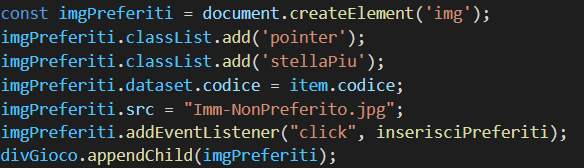 const imgPreferiti = document.createElement('img');
imgPreferiti.classList.add('pointer');
imgPreferiti.classList.add('stellaPiu');
imgPreferiti.dataset.codice = item.codice;
imgPreferiti.src = "Imm-NonPreferito.jpg";
imgPreferiti.addEventListener("click", inserisciPreferiti);
divGioco.appendChild(imgPreferiti);